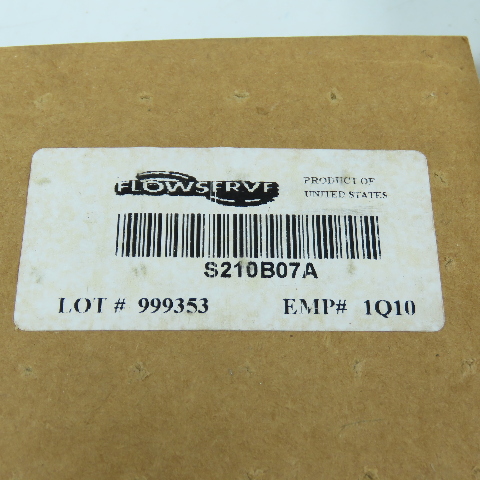 FLOWSERVE
PRODUCT OF
UNITED STATES
S210B07A
LOT # 999353
EMP# 1Q10